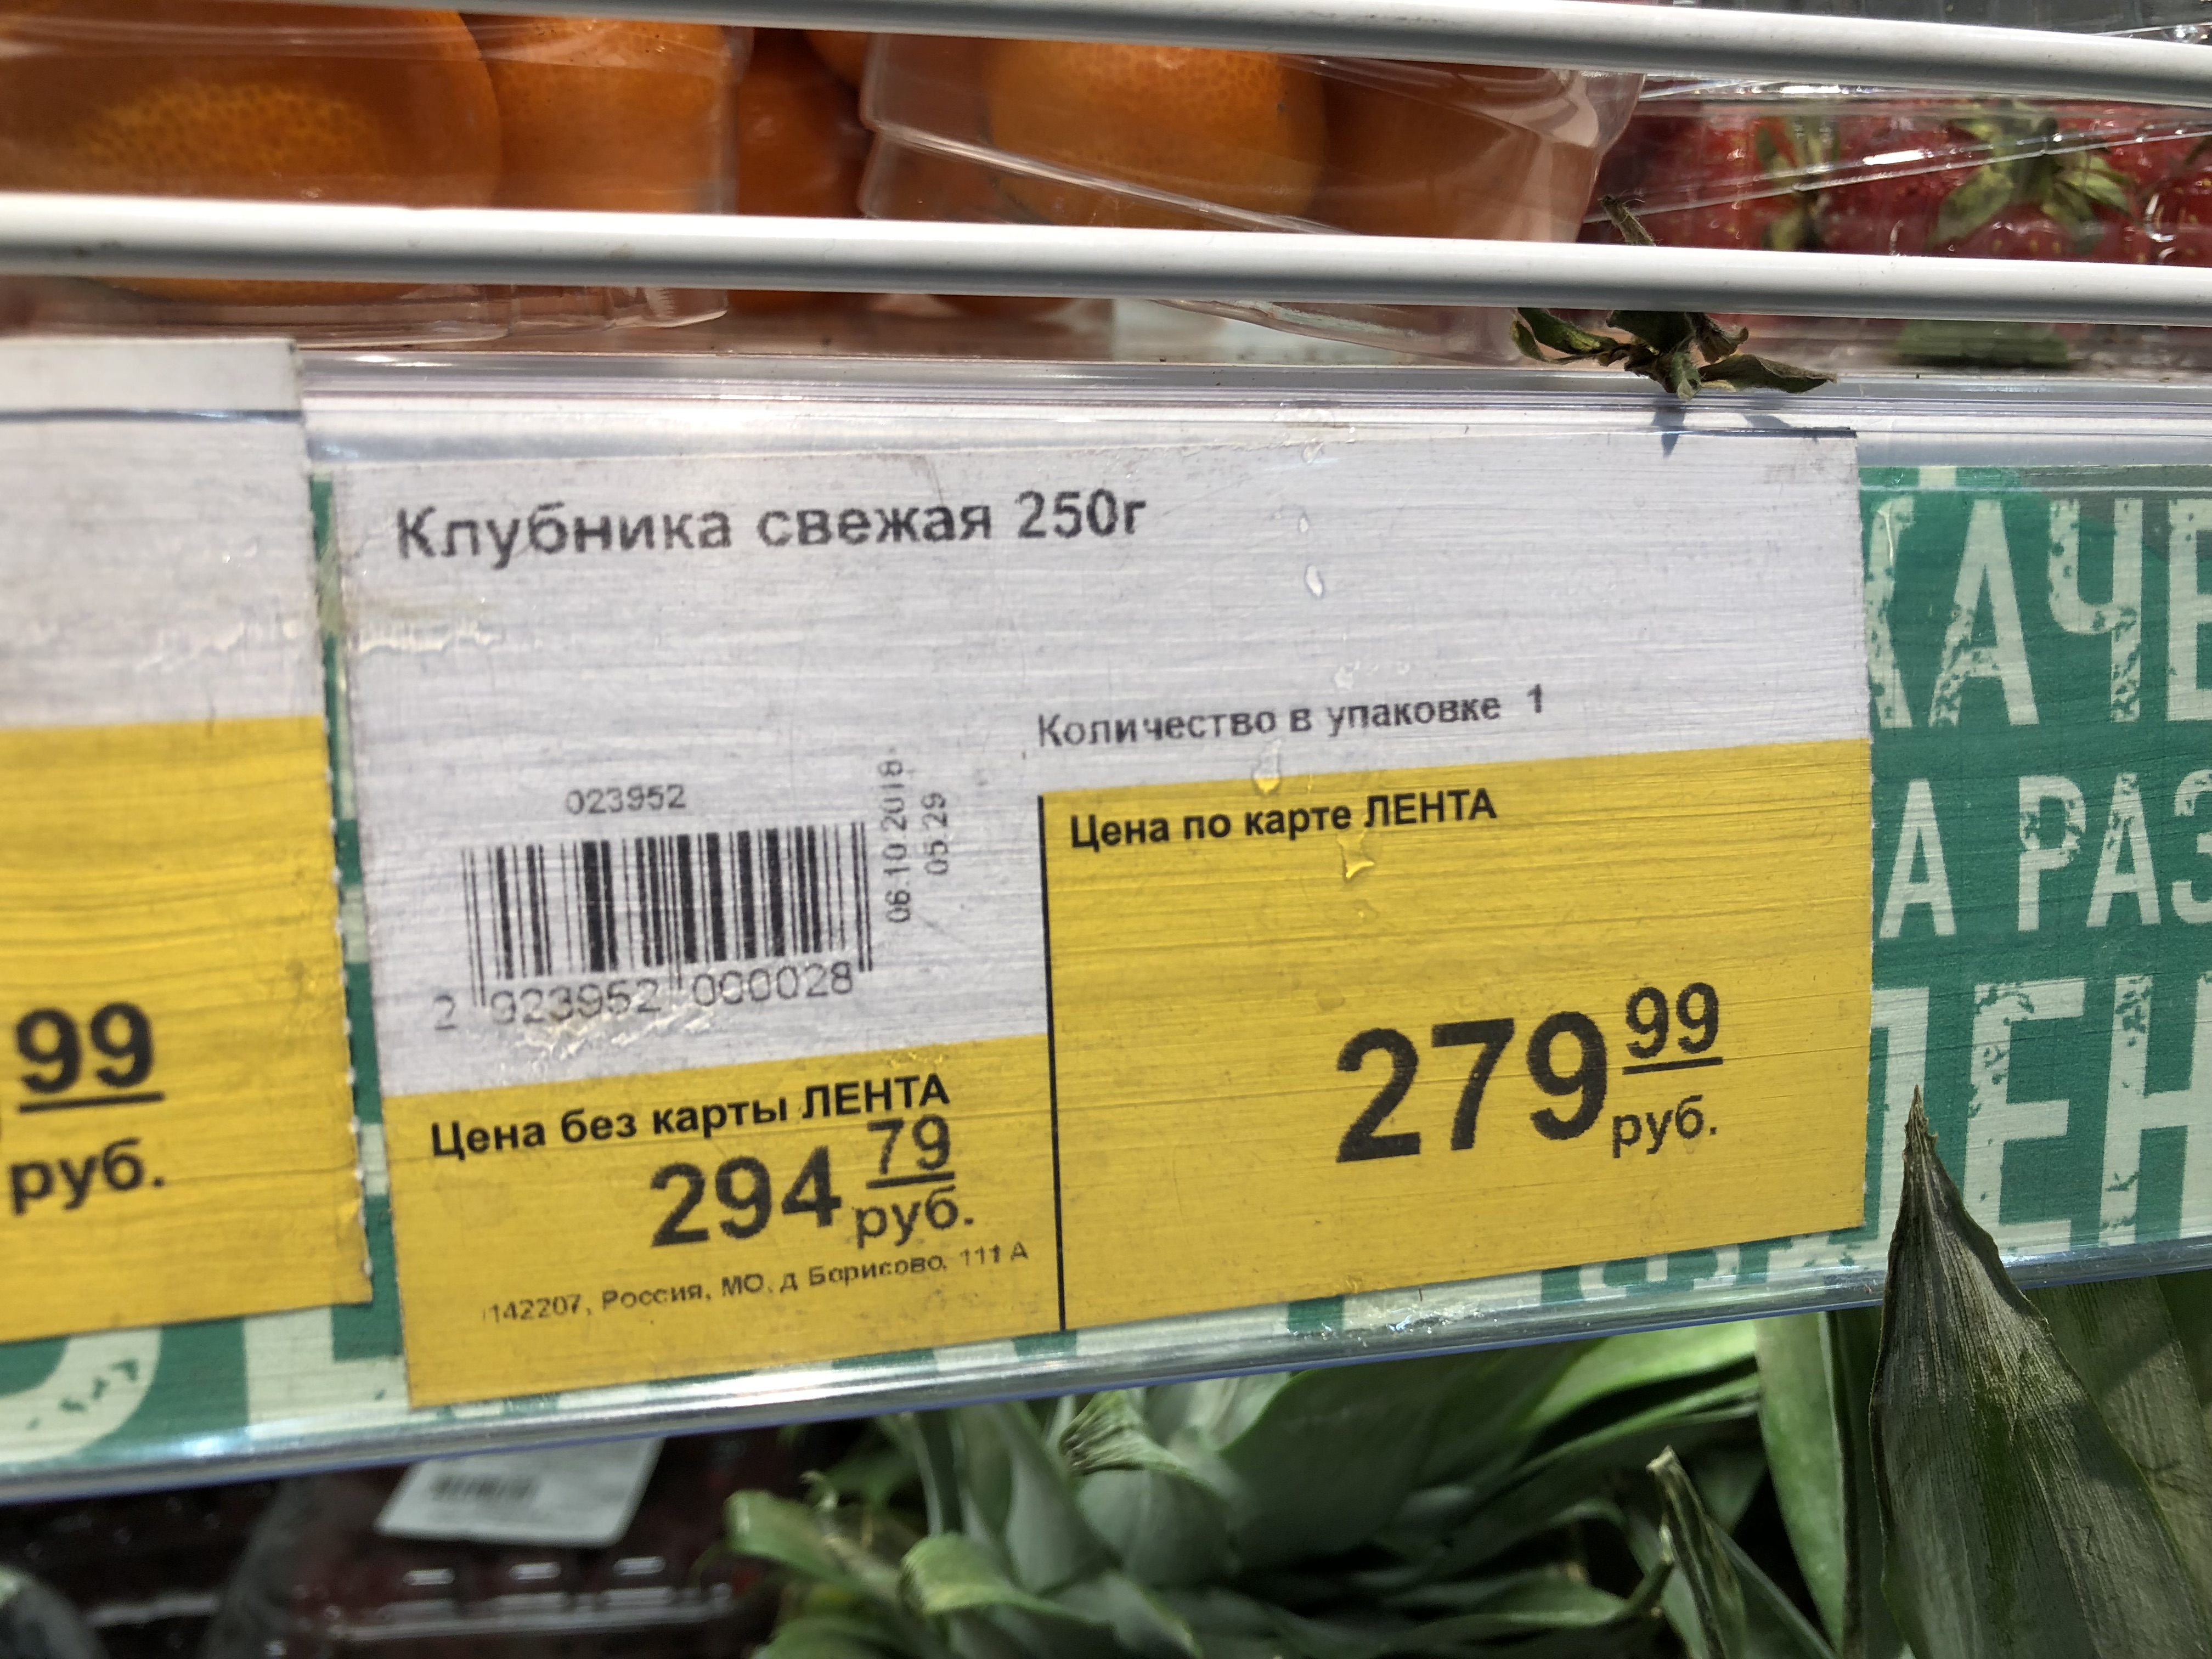 Клубника свежая 250г
Количество в упаковке 1
023952
06.10.2018
05:29
2 923952 000028
Цена по карте ЛЕНТА
279 99
руб.
Цена без карты ЛЕНТА
294 79
руб.
142207, Россия, МО, д Борисово, 111 А
99
руб.